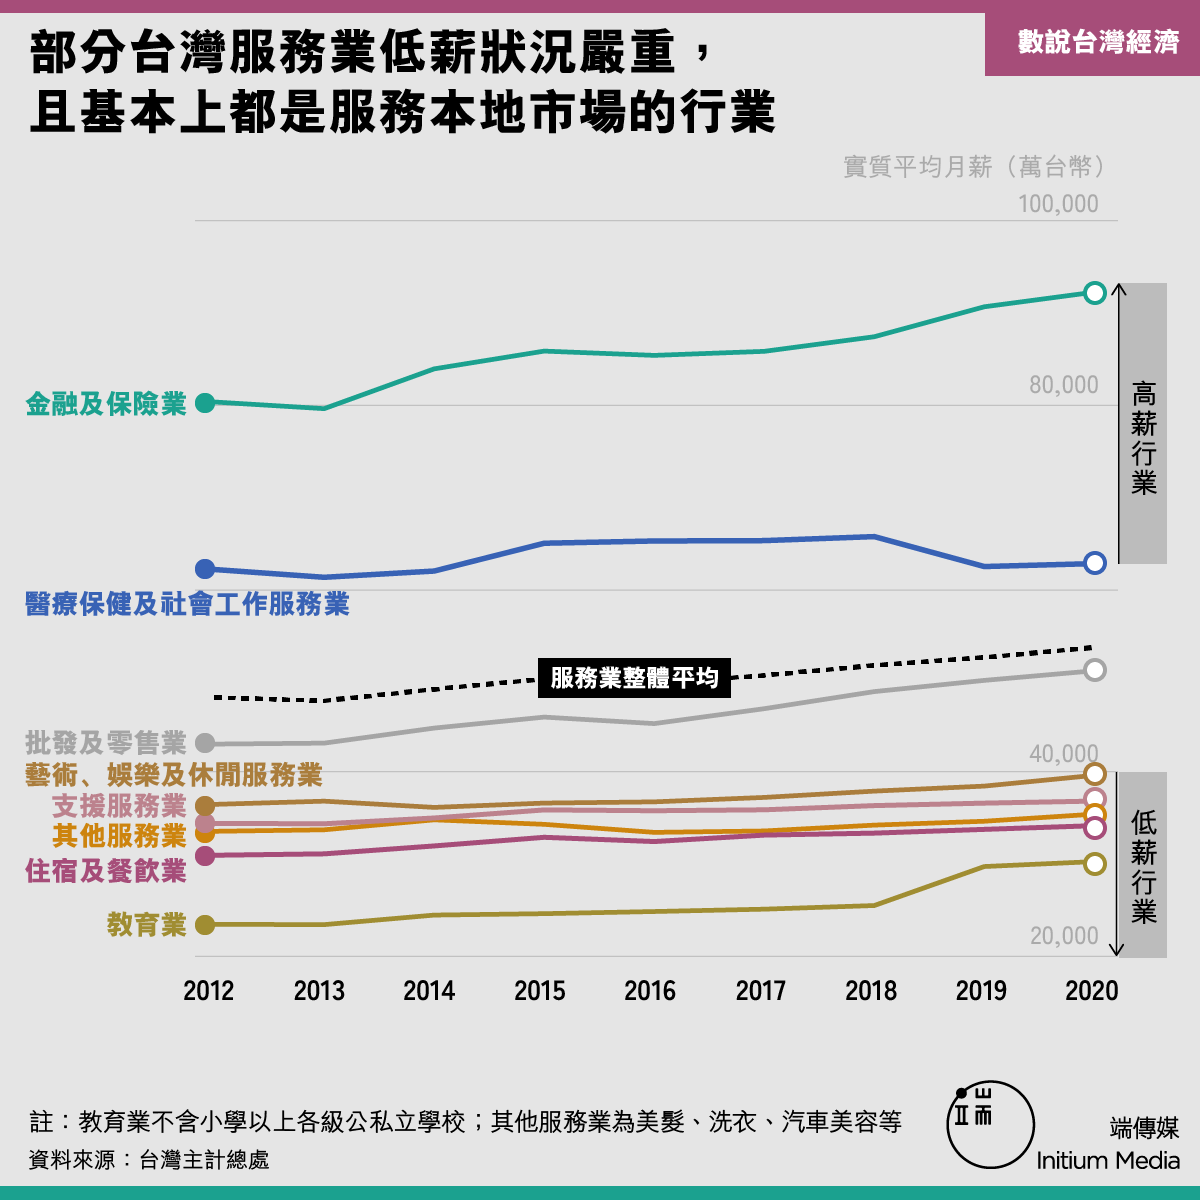 數說台灣經濟
部分台灣服務業低薪狀況嚴重，
且基本上都是服務本地市場的行業
實質平均月薪（萬台幣）
100,000
80,000
金融及保險業
高薪行業
醫療保健及社會工作服務業
服務業整體平均
批發及零售業
40,000
藝術、娛樂及休閒服務業
支援服務業
其他服務業
住宿及餐飲業
低薪行業
教育業
20,000
2012 2013 2014 2015 2016 2017 2018 2019 2020
註：教育業不含小學以上各級公私立學校；其他服務業為美髮、洗衣、汽車美容等
資料來源：台灣主計總處
端
端傳媒
Initium Media